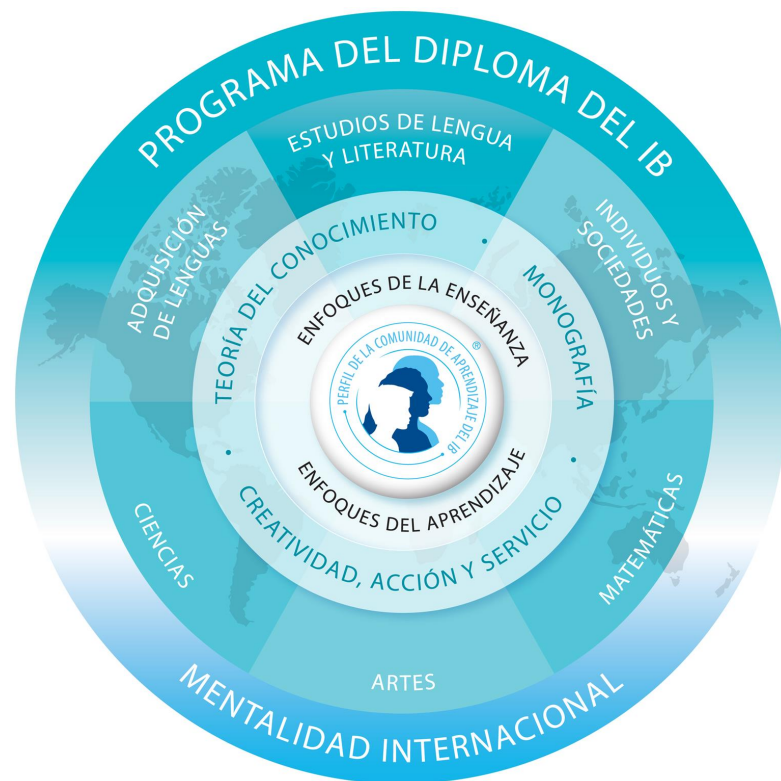 PROGRAMA DEL DIPLOMA DEL IB
ESTUDIOS DE LENGUA
Y LITERATURA
ADQUISICIÓN
DE LENGUAS
INDIVIDUOS Y
SOCIEDADES
TEORÍA DEL CONOCIMIENTO
·
MONOGRAFÍA
·
CREATIVIDAD, ACCIÓN Y SERVICIO
·
ENFOQUES DE LA ENSEÑANZA
PERFIL DE LA COMUNIDAD DE APRENDIZAJE DEL IB
®
ENFOQUES DEL APRENDIZAJE
CIENCIAS
MATEMÁTICAS
ARTES
MENTALIDAD INTERNACIONAL